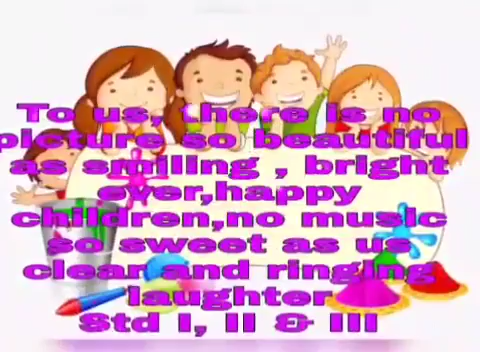 To us, there is no
picture so beautiful
as smiling , bright
eyer,happy
children,no music
so sweet as us
clear and ringing
laughter
Std I, II & III